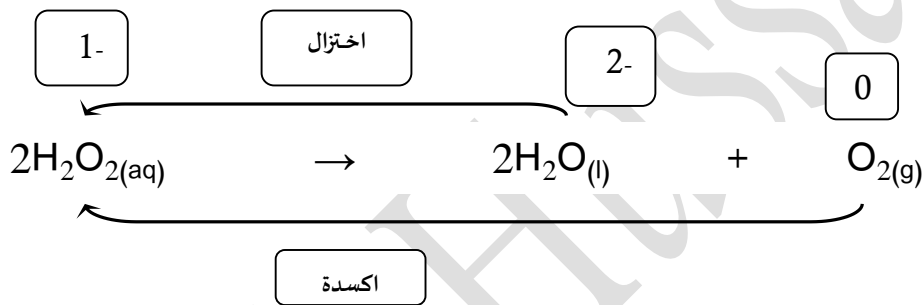 1-
اختزال
2-
0
2H₂O₂(aq) → 2H₂O(l) + O₂(g)
اكسدة